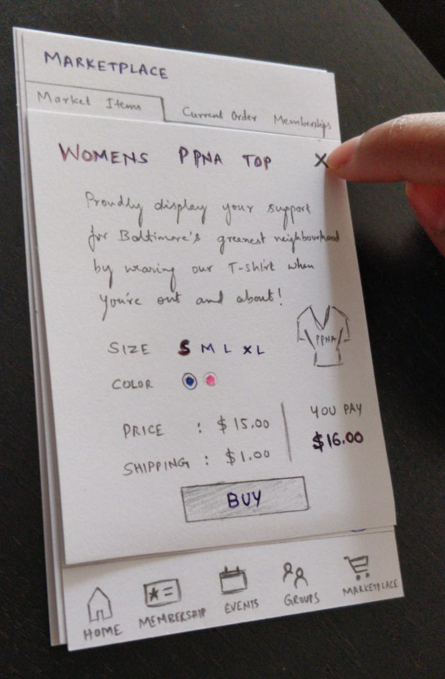 MARKETPLACE
Market Items Current Order Memberships
WOMENS PPNA TOP X
Proudly display your support
for Baltimore's greenest neighbourhood
by wearing our T-shirt when
you're out and about!
PPNA
SIZE S M L XL
COLOR
PRICE : $15.00
SHIPPING : $1.00
YOU PAY
$16.00
BUY
HOME MEMBERSHIP EVENTS GROUPS MARKETPLACE